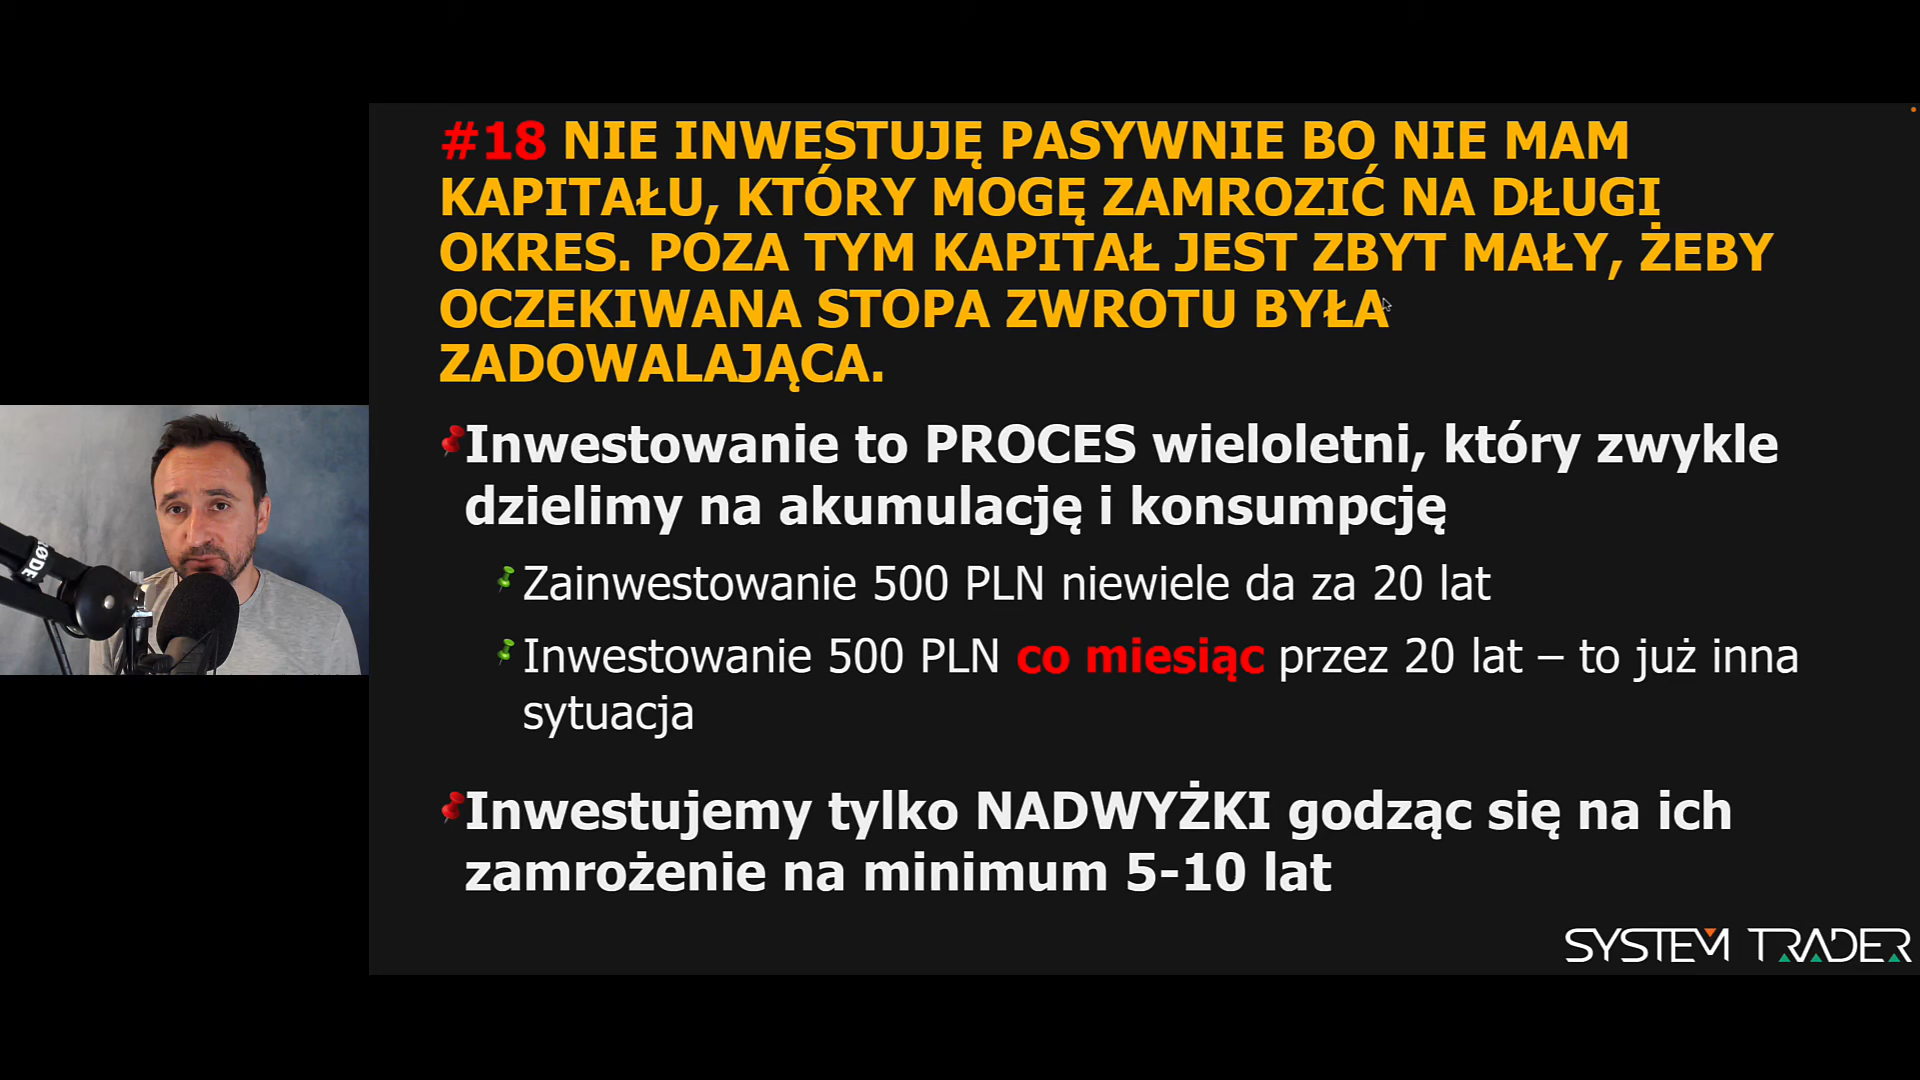 #18 NIE INWESTUJĘ PASYWNIE BO NIE MAM
KAPITAŁU, KTÓRY MOGĘ ZAMROZIĆ NA DŁUGI
OKRES. POZA TYM KAPITAŁ JEST ZBYT MAŁY, ŻEBY
OCZEKIWANA STOPA ZWROTU BYŁA
ZADOWALAJĄCA.
Inwestowanie to PROCES wieloletni, który zwykle
dzielimy na akumulację i konsumpcję
Zainwestowanie 500 PLN niewiele da za 20 lat
Inwestowanie 500 PLN co miesiąc przez 20 lat – to już inna
sytuacja
Inwestujemy tylko NADWYŻKI godząc się na ich
zamrożenie na minimum 5-10 lat
RØDE
SYSTEM TRADER